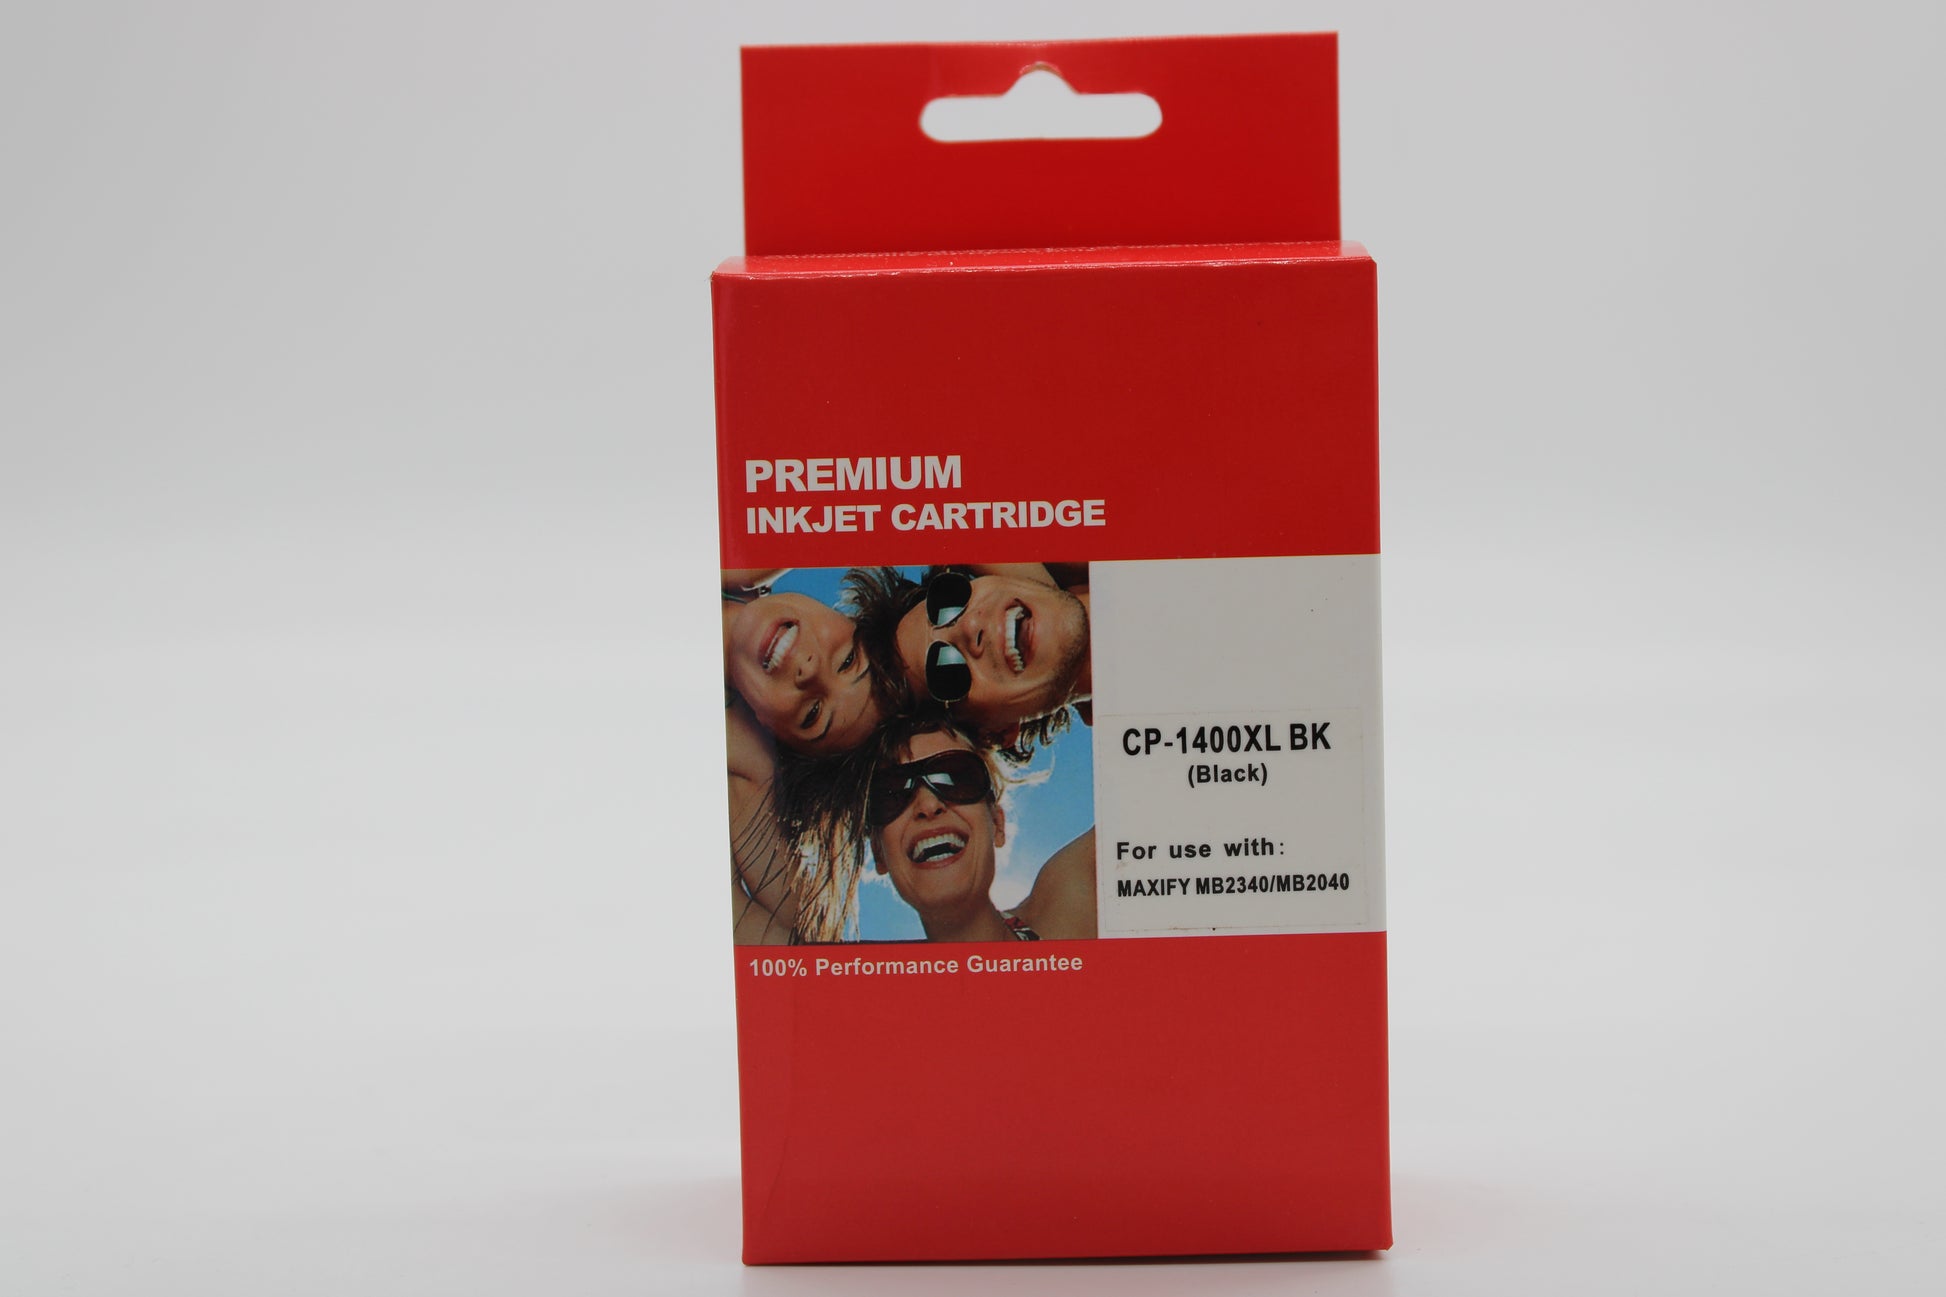 PREMIUM
INKJET CARTRIDGE
CP-1400XL BK
(Black)
For use with:
MAXIFY MB2340/MB2040
100% Performance Guarantee